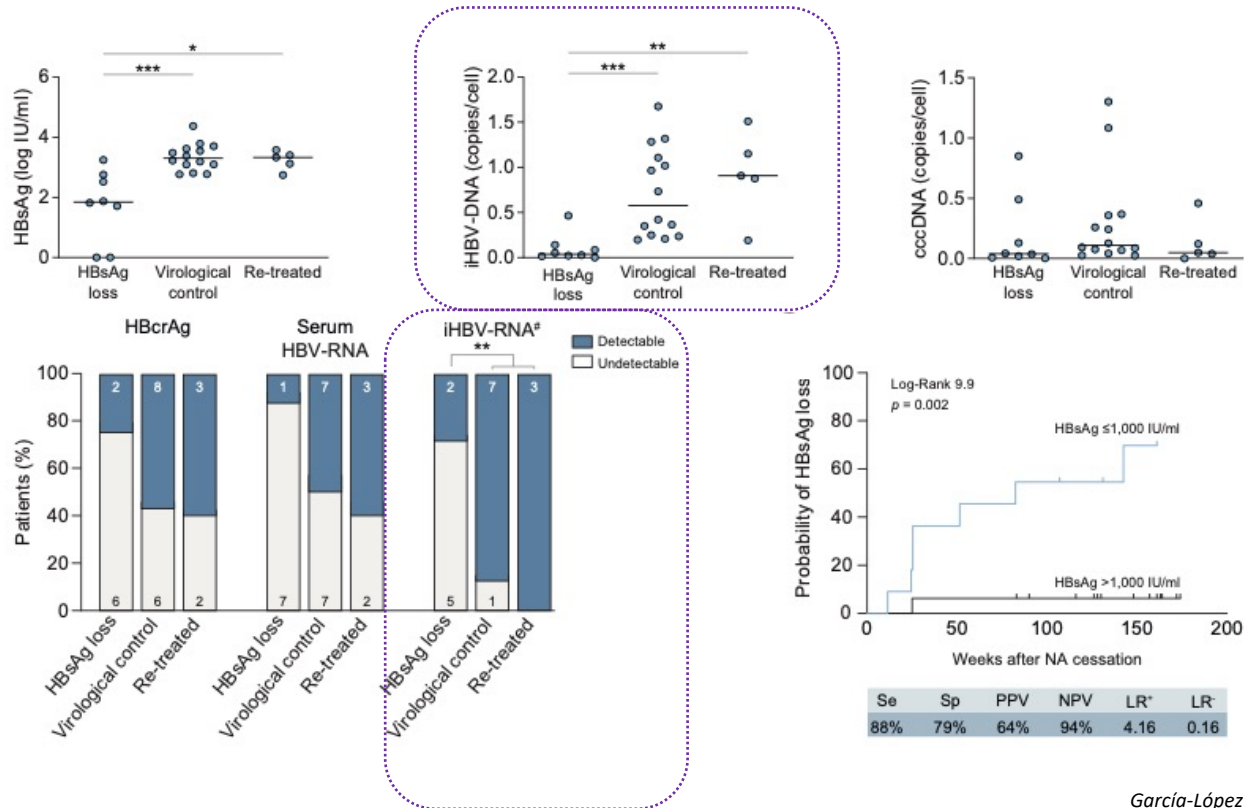 *
***
HBsAg (log IU/ml)
6
4
2
0
HBsAg
loss
Virological
control
Re-treated
**
***
iHBV-DNA (copies/cell)
2.0
1.5
1.0
0.5
0.0
HBsAg
loss
Virological
control
Re-treated
cccDNA (copies/cell)
1.5
1.0
0.5
0.0
HBsAg
loss
Virological
control
Re-treated
HBcrAg
Serum
HBV-RNA
iHBV-RNA#
**
Detectable
Undetectable
Patients (%)
100
80
60
40
20
0
2 8 3
6 6 2
1 7 3
7 7 2
2 7 3
5 1
HBsAg loss
Virological control
Re-treated
HBsAg loss
Virological control
Re-treated
HBsAg loss
Virological control
Re-treated
Probability of HBsAg loss
100
80
60
40
20
0
Log-Rank 9.9
p = 0.002
HBsAg ≤1,000 IU/ml
HBsAg >1,000 IU/ml
0 50 100 150 200
Weeks after NA cessation
Se Sp PPV NPV LR+ LR-
88% 79% 64% 94% 4.16 0.16
García-López